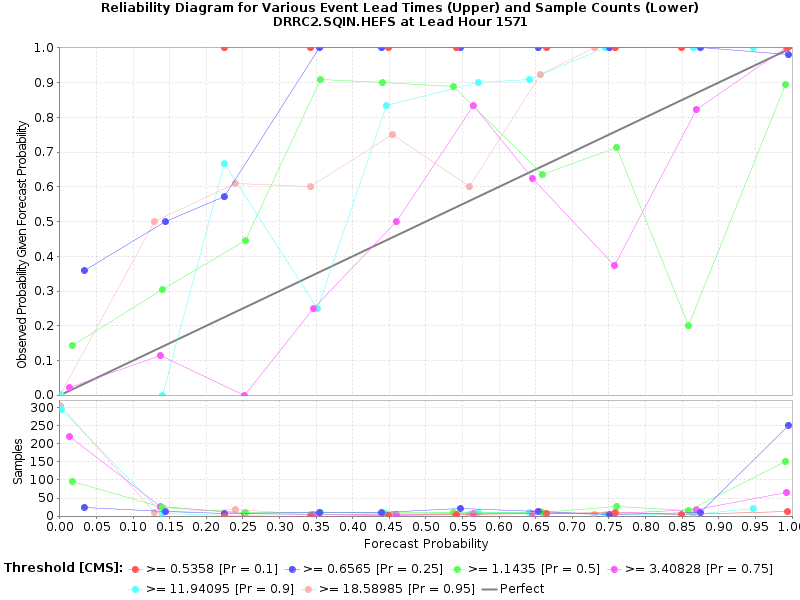 Reliability Diagram for Various Event Lead Times (Upper) and Sample Counts (Lower)
DRRC2.SQIN.HEFS at Lead Hour 1571
Observed Probability Given Forecast Probability
1.0
0.9
0.8
0.7
0.6
0.5
0.4
0.3
0.2
0.1
0.0
Samples
300
250
200
150
100
50
0
0.00 0.05 0.10 0.15 0.20 0.25 0.30 0.35 0.40 0.45 0.50 0.55 0.60 0.65 0.70 0.75 0.80 0.85 0.90 0.95 1.00
Forecast Probability
Threshold [CMS]: >= 0.5358 [Pr = 0.1] >= 0.6565 [Pr = 0.25] >= 1.1435 [Pr = 0.5] >= 3.40828 [Pr = 0.75]
>= 11.94095 [Pr = 0.9] >= 18.58985 [Pr = 0.95] Perfect